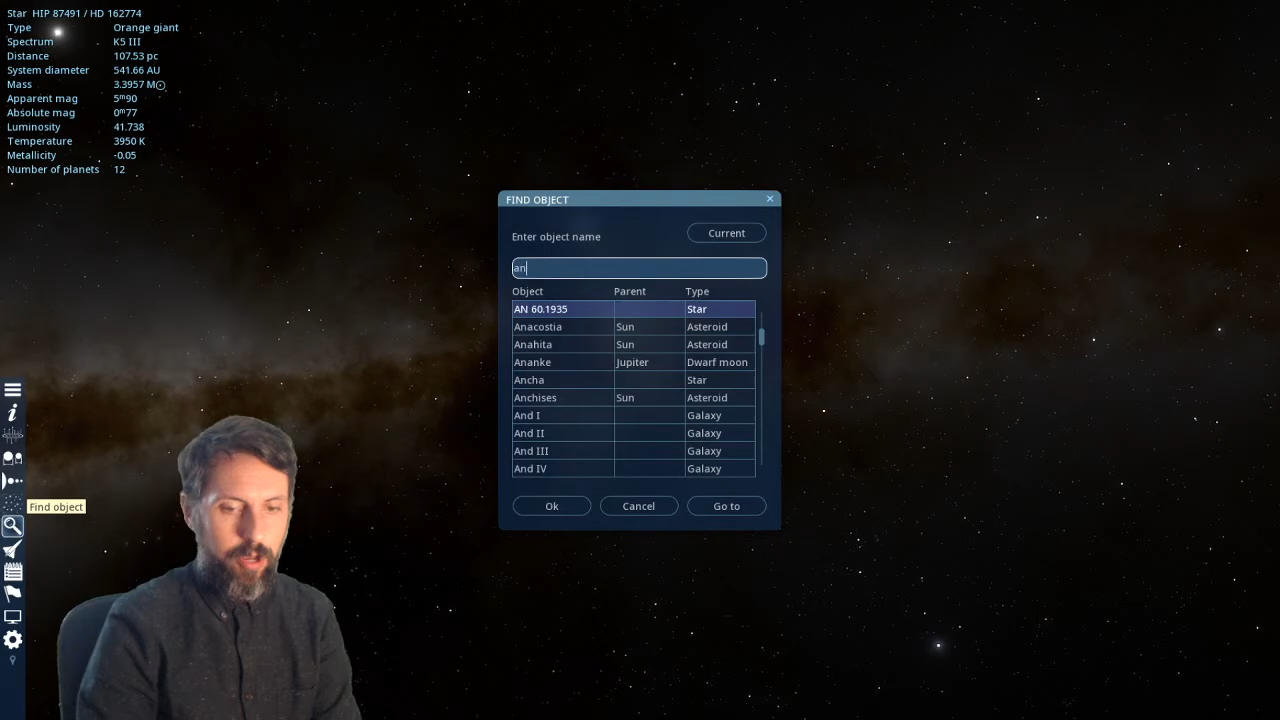 Star HIP 87491 / HD 162774
Type Orange giant
Spectrum K5 III
Distance 107.53 pc
System diameter 541.66 AU
Mass 3.3957 M☉
Apparent mag 5ᵐ90
Absolute mag 0ᵐ77
Luminosity 41.738
Temperature 3950 K
Metallicity -0.05
Number of planets 12
FIND OBJECT
Enter object name Current
an
Object Parent Type
AN 60.1935 Star
Anacostia Sun Asteroid
Anahita Sun Asteroid
Ananke Jupiter Dwarf moon
Ancha Star
Anchises Sun Asteroid
And I Galaxy
And II Galaxy
And III Galaxy
And IV Galaxy
Ok Cancel Go to
Find object